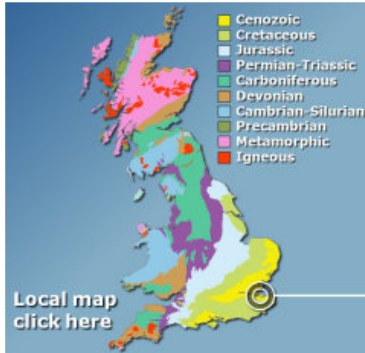 Cenozoic
Cretaceous
Jurassic
Permian-Triassic
Carboniferous
Devonian
Cambrian-Silurian
Precambrian
Metamorphic
Igneous
Local map
click here